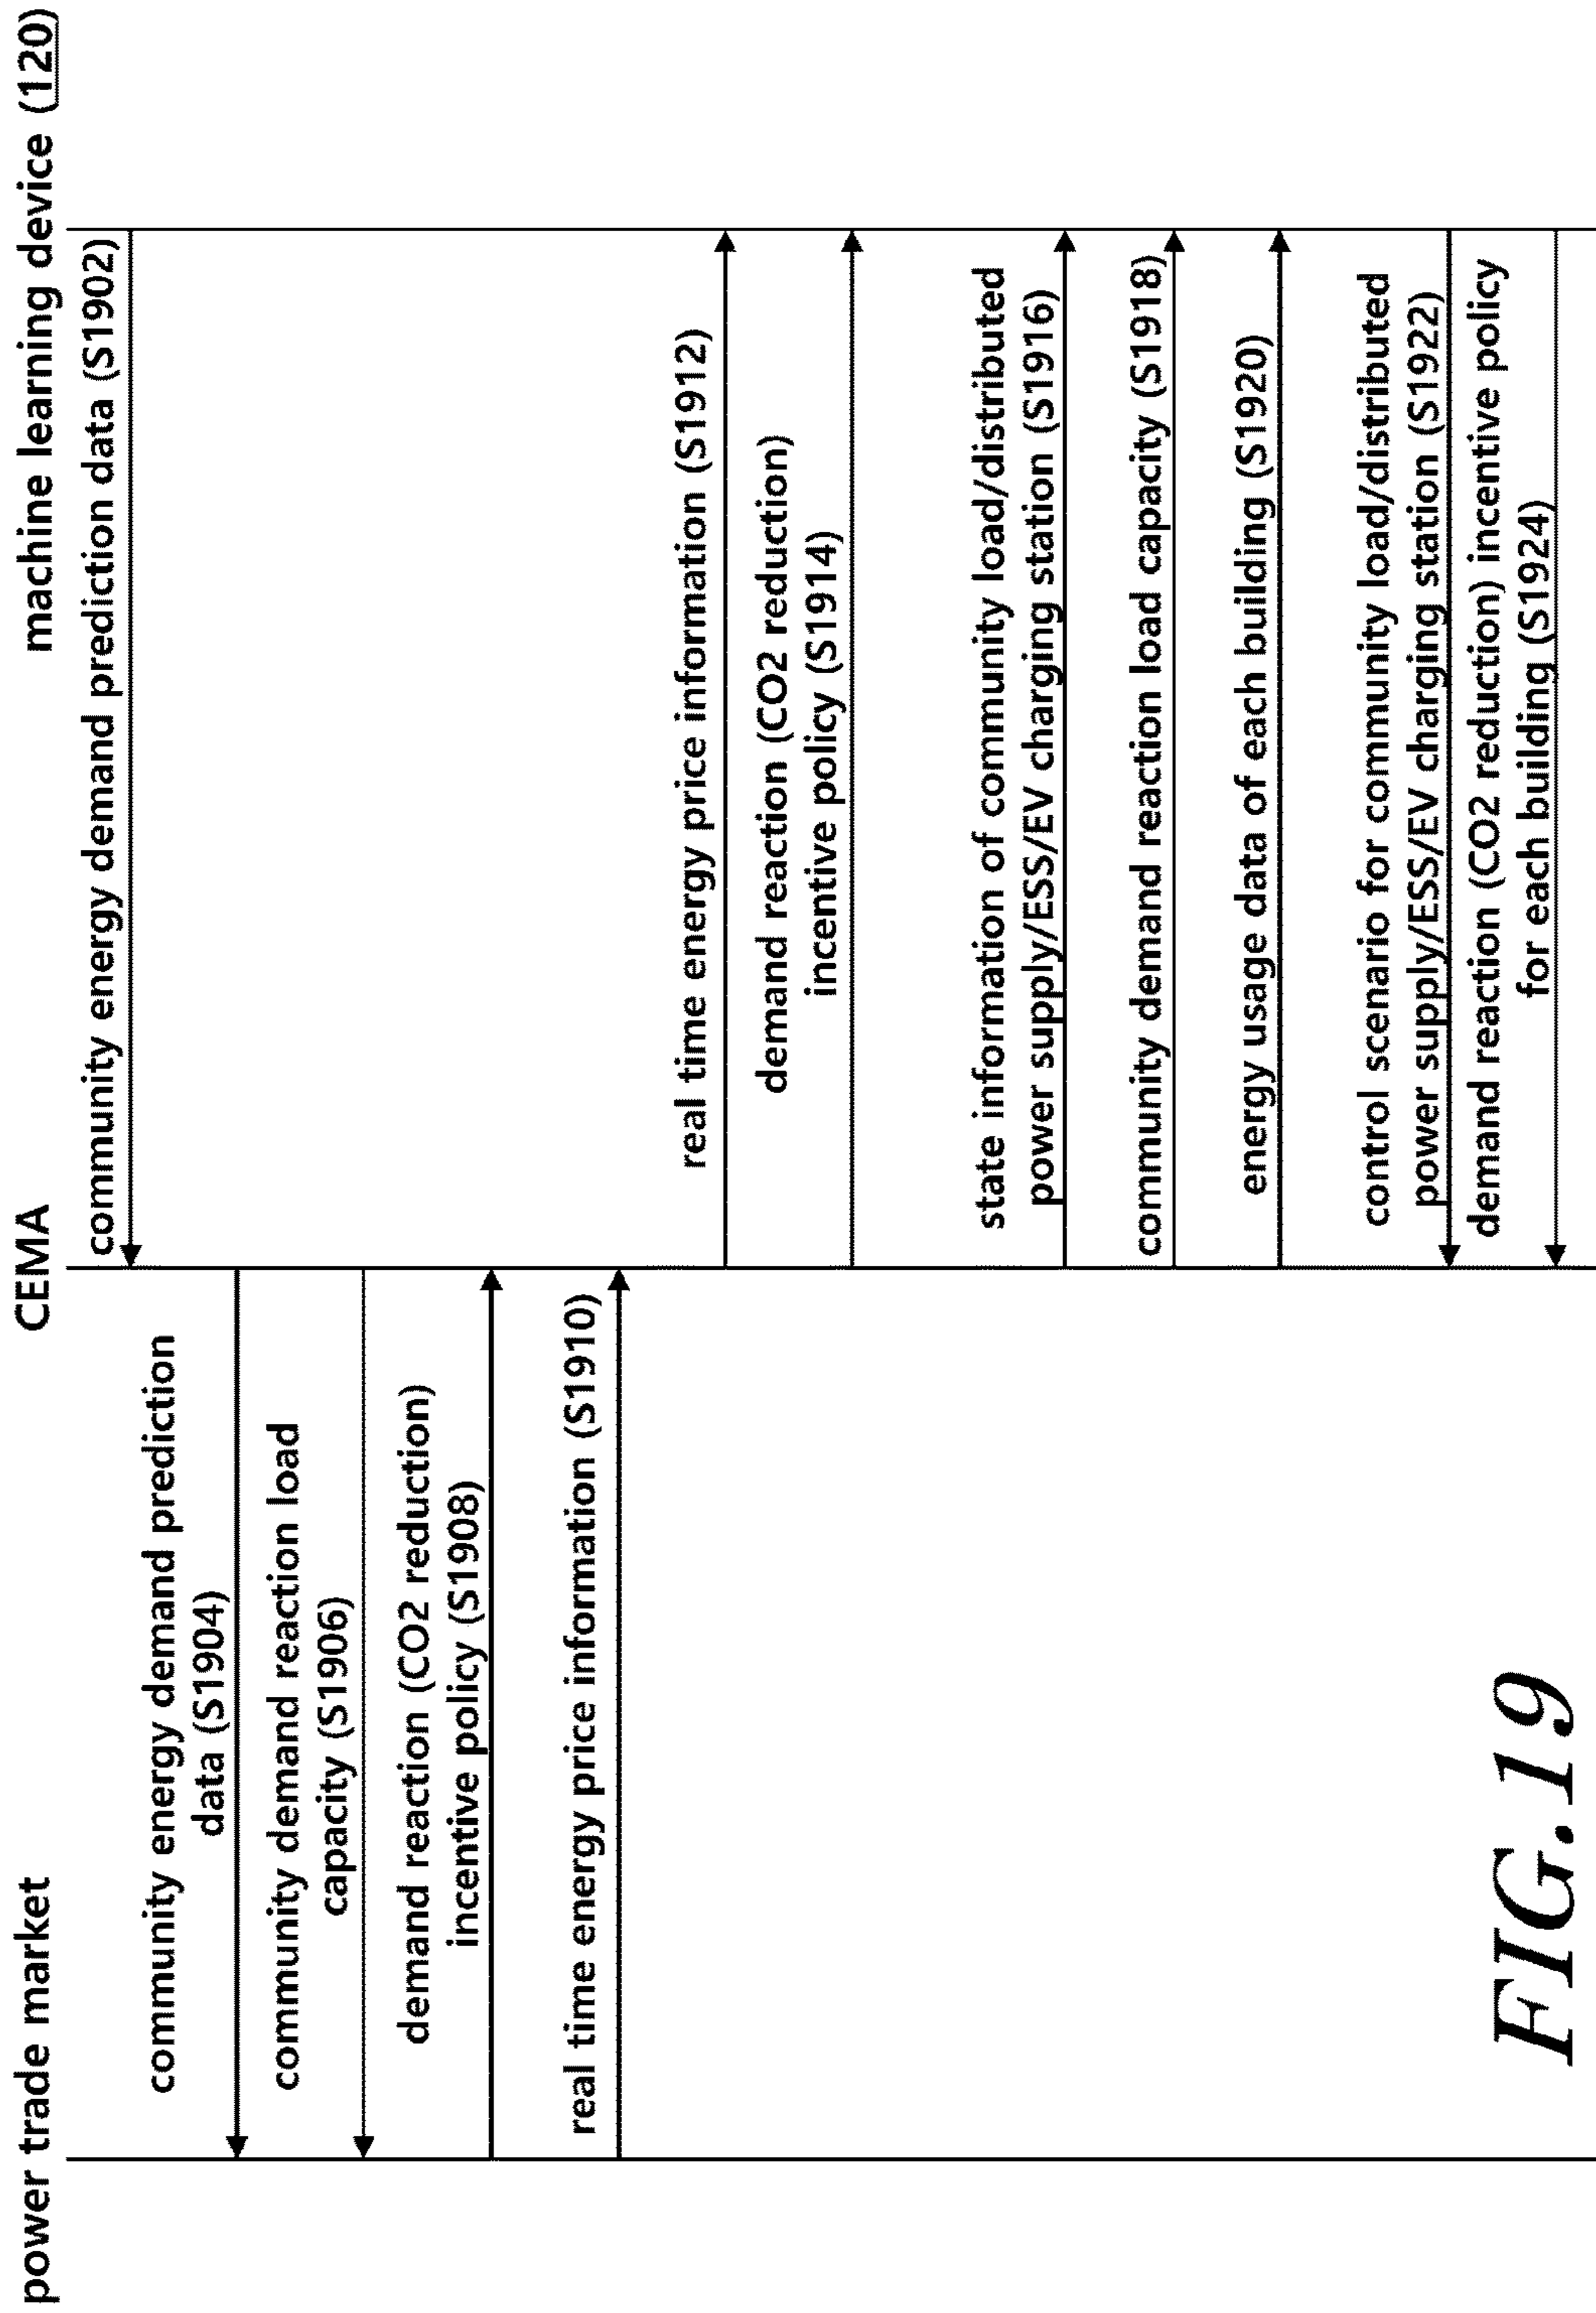 power trade market
CEMA
machine learning device (120)
community energy demand prediction data (S1902)
community energy demand prediction
data (S1904)
community demand reaction load
capacity (S1906)
demand reaction (CO2 reduction)
incentive policy (S1908)
real time energy price information (S1910)
real time energy price information (S1912)
demand reaction (CO2 reduction)
incentive policy (S1914)
state information of community load/distributed
power supply/ESS/EV charging station (S1916)
community demand reaction load capacity (S1918)
energy usage data of each building (S1920)
control scenario for community load/distributed
power supply/ESS/EV charging station (S1922)
demand reaction (CO2 reduction) incentive policy
for each building (S1924)
FIG.19